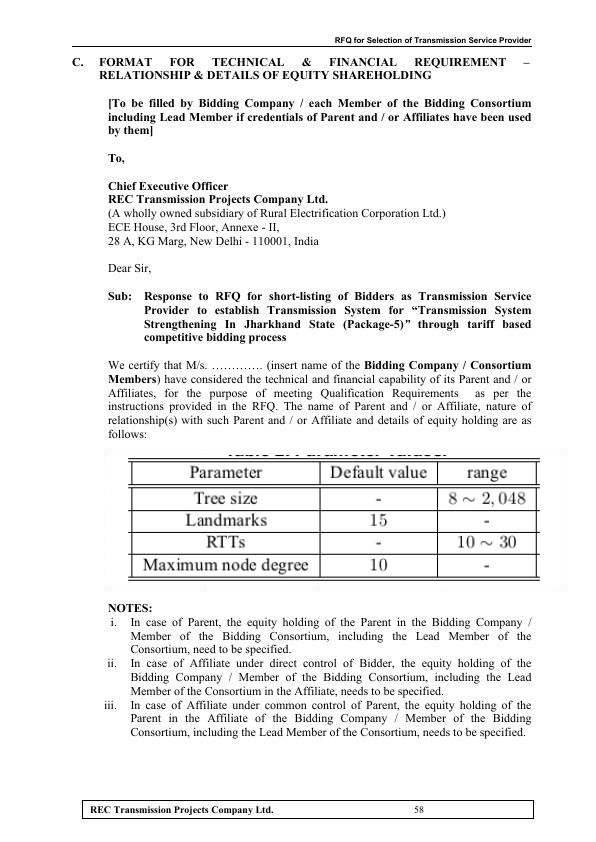 RFQ for Selection of Transmission Service Provider
C. FORMAT FOR TECHNICAL & FINANCIAL REQUIREMENT –
RELATIONSHIP & DETAILS OF EQUITY SHAREHOLDING
[To be filled by Bidding Company / each Member of the Bidding Consortium
including Lead Member if credentials of Parent and / or Affiliates have been used
by them]
To,
Chief Executive Officer
REC Transmission Projects Company Ltd.
(A wholly owned subsidiary of Rural Electrification Corporation Ltd.)
ECE House, 3rd Floor, Annexe - II,
28 A, KG Marg, New Delhi - 110001, India
Dear Sir,
Sub: Response to RFQ for short-listing of Bidders as Transmission Service
Provider to establish Transmission System for “Transmission System
Strengthening In Jharkhand State (Package-5)” through tariff based
competitive bidding process
We certify that M/s. …………. (insert name of the Bidding Company / Consortium
Members) have considered the technical and financial capability of its Parent and / or
Affiliates, for the purpose of meeting Qualification Requirements as per the
instructions provided in the RFQ. The name of Parent and / or Affiliate, nature of
relationship(s) with such Parent and / or Affiliate and details of equity holding are as
follows:
Parameter Default value range
Tree size - 8 ~ 2,048
Landmarks 15 -
RTTs - 10 ~ 30
Maximum node degree 10 -
NOTES:
i. In case of Parent, the equity holding of the Parent in the Bidding Company /
Member of the Bidding Consortium, including the Lead Member of the
Consortium, need to be specified.
ii. In case of Affiliate under direct control of Bidder, the equity holding of the
Bidding Company / Member of the Bidding Consortium, including the Lead
Member of the Consortium in the Affiliate, needs to be specified.
iii. In case of Affiliate under common control of Parent, the equity holding of the
Parent in the Affiliate of the Bidding Company / Member of the Bidding
Consortium, including the Lead Member of the Consortium, needs to be specified.
REC Transmission Projects Company Ltd. 58